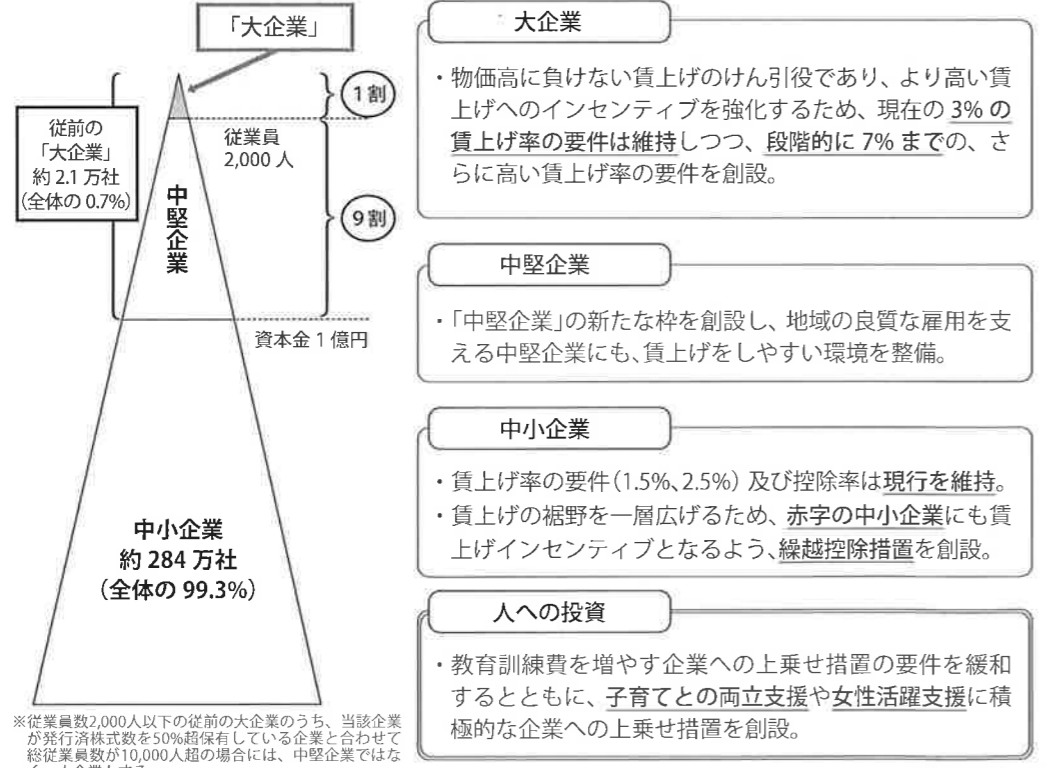 「大企業」
従前の
「大企業」
約 2.1 万社
(全体の 0.7%)
1 割
従業員
2,000 人
中堅企業
9 割
資本金 1 億円
中小企業
約 284 万社
(全体の 99.3%)
※従業員数2,000人以下の従前の大企業のうち、当該企業
が発行済株式数を50%超保有している企業と合わせて
総従業員数が10,000人超の場合には、中堅企業ではな
大企業
・物価高に負けない賃上げのけん引役であり、より高い賃
上げへのインセンティブを強化するため、現在の 3% の
賃上げ率の要件は維持しつつ、段階的に 7% までの、さ
らに高い賃上げ率の要件を創設。
中堅企業
・「中堅企業」の新たな枠を創設し、地域の良質な雇用を支
える中堅企業にも、賃上げをしやすい環境を整備。
中小企業
・賃上げ率の要件(1.5%、2.5%) 及び控除率は現行を維持。
・賃上げの裾野を一層広げるため、赤字の中小企業にも賃
上げインセンティブとなるよう、繰越控除措置を創設。
人への投資
・教育訓練費を増やす企業への上乗せ措置の要件を緩和
するとともに、子育てとの両立支援や女性活躍支援に積
極的な企業への上乗せ措置を創設。